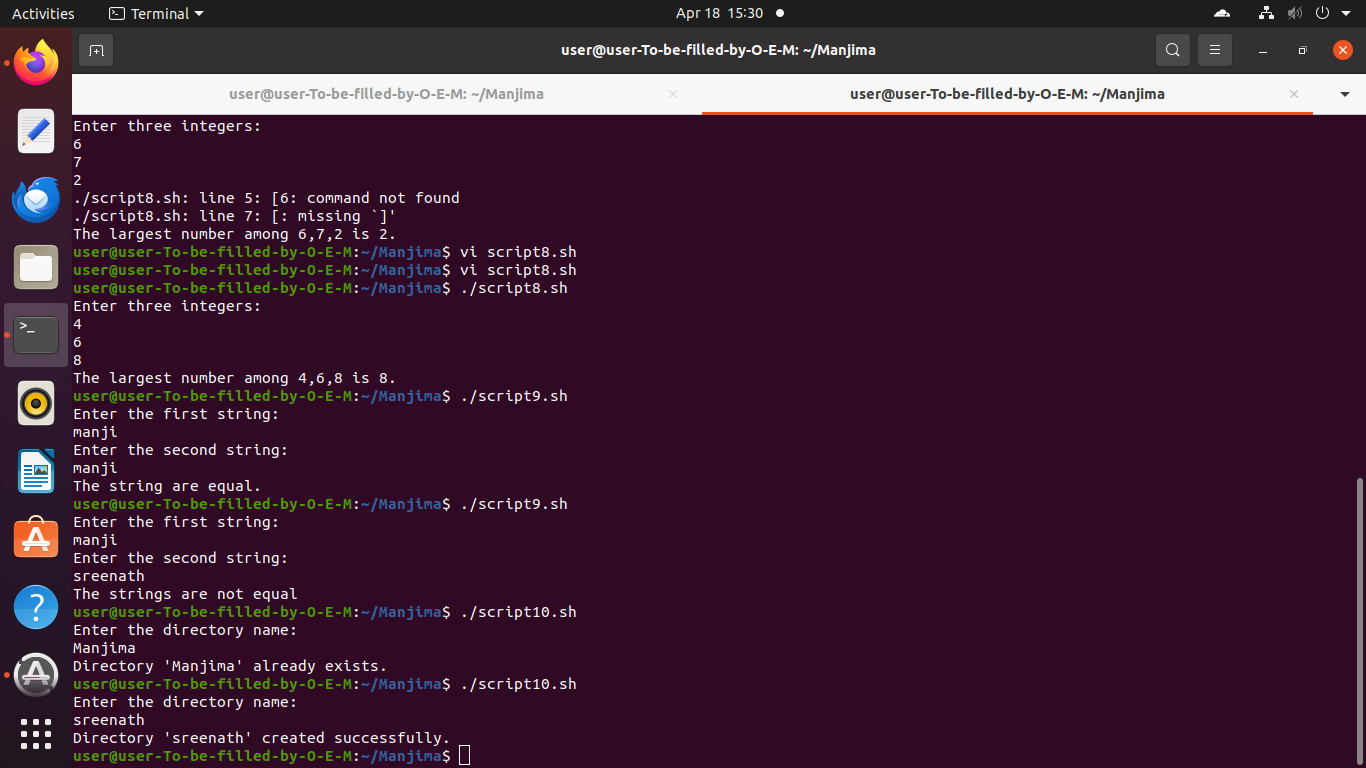 Activities
Terminal
Apr 18 15:30
user@user-To-be-filled-by-O-E-M: ~/Manjima
user@user-To-be-filled-by-O-E-M: ~/Manjima
user@user-To-be-filled-by-O-E-M: ~/Manjima
Enter three integers:
6
7
2
./script8.sh: line 5: [6: command not found
./script8.sh: line 7: [: missing `]'
The largest number among 6,7,2 is 2.
user@user-To-be-filled-by-O-E-M:~/Manjima$ vi script8.sh
user@user-To-be-filled-by-O-E-M:~/Manjima$ vi script8.sh
user@user-To-be-filled-by-O-E-M:~/Manjima$ ./script8.sh
Enter three integers:
4
6
8
The largest number among 4,6,8 is 8.
user@user-To-be-filled-by-O-E-M:~/Manjima$ ./script9.sh
Enter the first string:
manji
Enter the second string:
manji
The string are equal.
user@user-To-be-filled-by-O-E-M:~/Manjima$ ./script9.sh
Enter the first string:
manji
Enter the second string:
sreenath
The strings are not equal
user@user-To-be-filled-by-O-E-M:~/Manjima$ ./script10.sh
Enter the directory name:
Manjima
Directory 'Manjima' already exists.
user@user-To-be-filled-by-O-E-M:~/Manjima$ ./script10.sh
Enter the directory name:
sreenath
Directory 'sreenath' created successfully.
user@user-To-be-filled-by-O-E-M:~/Manjima$